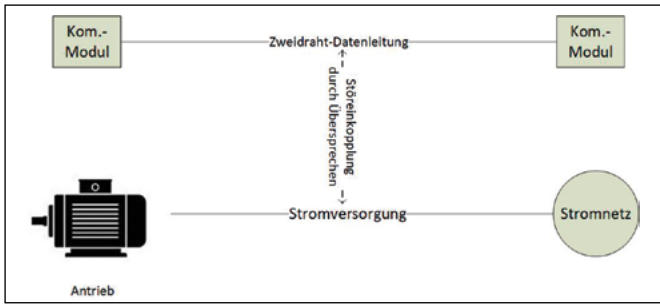 Kom.-
Modul
Zweidraht-Datenleitung
Kom.-
Modul
Störeinkopplung
durch Übersprechen
Stromversorgung
Stromnetz
Antrieb